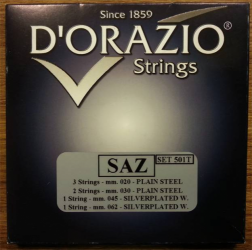 Since 1859
D'ORAZIO®
Strings
SAZ
SET 501T
3 Strings - mm. 020 - PLAIN STEEL
2 Strings - mm. 030 - PLAIN STEEL
1 String - mm. 045 - SILVERPLATED W.
1 String - mm. 062 - SILVERPLATED W.